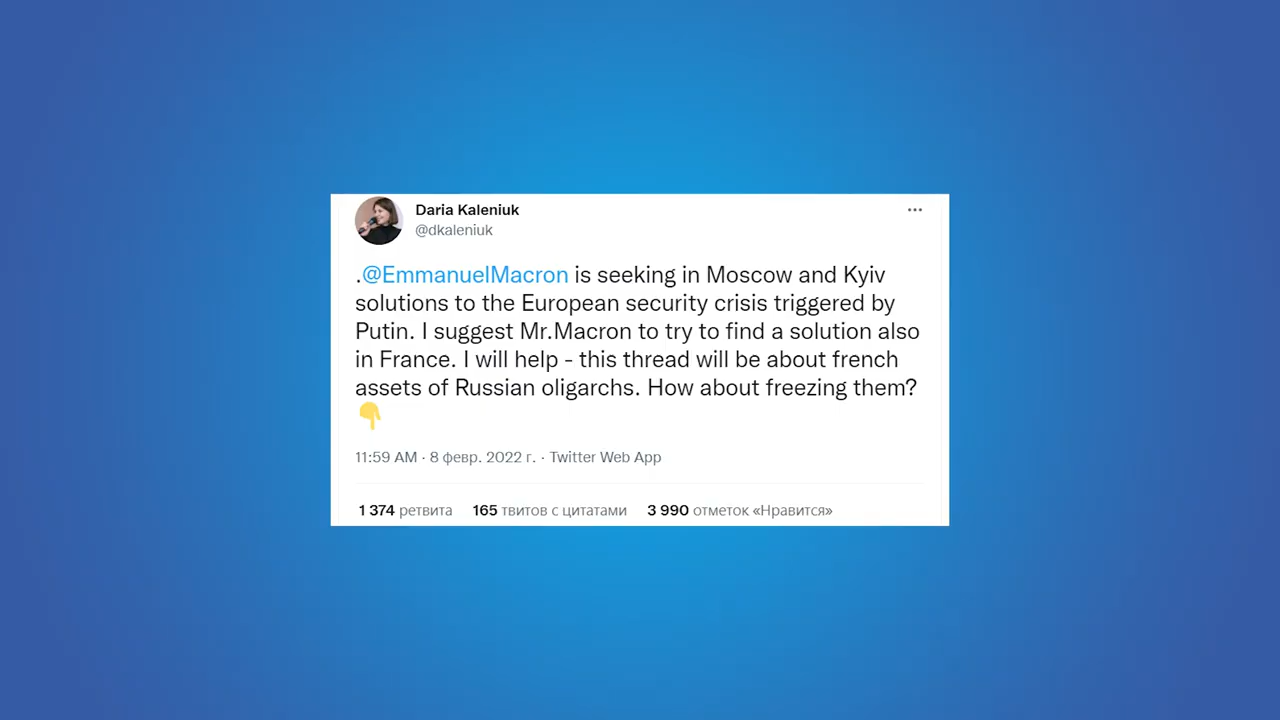 Daria Kaleniuk
@dkaleniuk
.@EmmanuelMacron is seeking in Moscow and Kyiv
solutions to the European security crisis triggered by
Putin. I suggest Mr.Macron to try to find a solution also
in France. I will help - this thread will be about french
assets of Russian oligarchs. How about freezing them?
👇
11:59 AM · 8 февр. 2022 г. · Twitter Web App
1 374 ретвита 165 твитов с цитатами 3 990 отметок «Нравится»